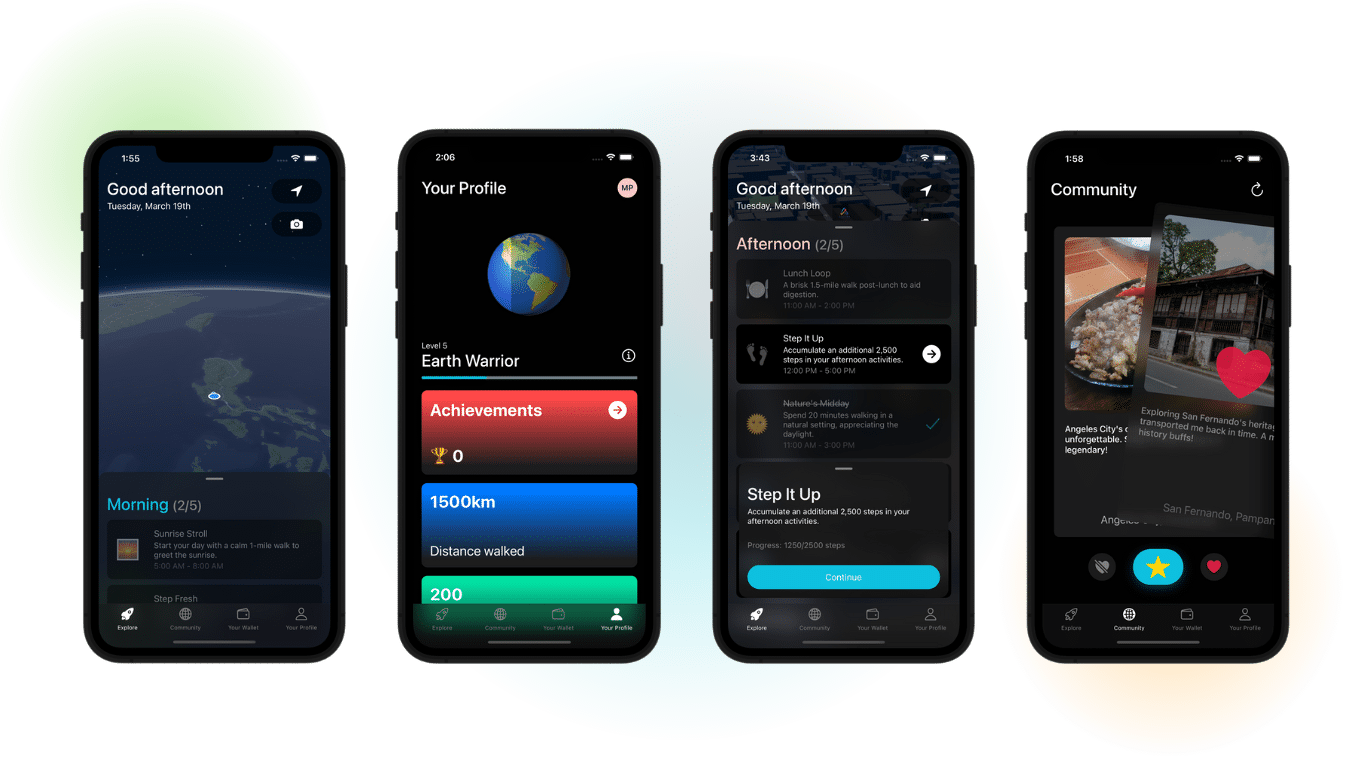 1:55
Good afternoon
Tuesday, March 19th
Morning (2/5)
Sunrise Stroll
Start your day with a calm 1-mile walk to
greet the sunrise.
5:00 AM - 8:00 AM
Step Fresh
Explore
Community
Your Wallet
Your Profile
2:06
Your Profile
MP
Level 5
Earth Warrior
Achievements
0
1500km
Distance walked
200
Explore
Community
Your Wallet
Your Profile
3:43
Good afternoon
Tuesday, March 19th
Afternoon (2/5)
Lunch Loop
A brisk 1.5-mile walk post-lunch to aid
digestion.
11:00 AM - 2:00 PM
Step It Up
Accumulate an additional 2,500
steps in your afternoon activities.
12:00 PM - 5:00 PM
Nature's Midday
Spend 20 minutes walking in a
natural setting, appreciating the
daylight.
11:00 AM - 3:00 PM
Step It Up
Accumulate an additional 2,500 steps in your
afternoon activities.
Progress: 1250/2500 steps
Continue
Explore
Community
Your Wallet
Your Profile
1:58
Community
Angeles City's
unforgettable.
legendary!
Exploring San Fernando's
transported me back in time. A
history buffs!
San Fernando,
Explore
Community
Your Wallet
Your Profile